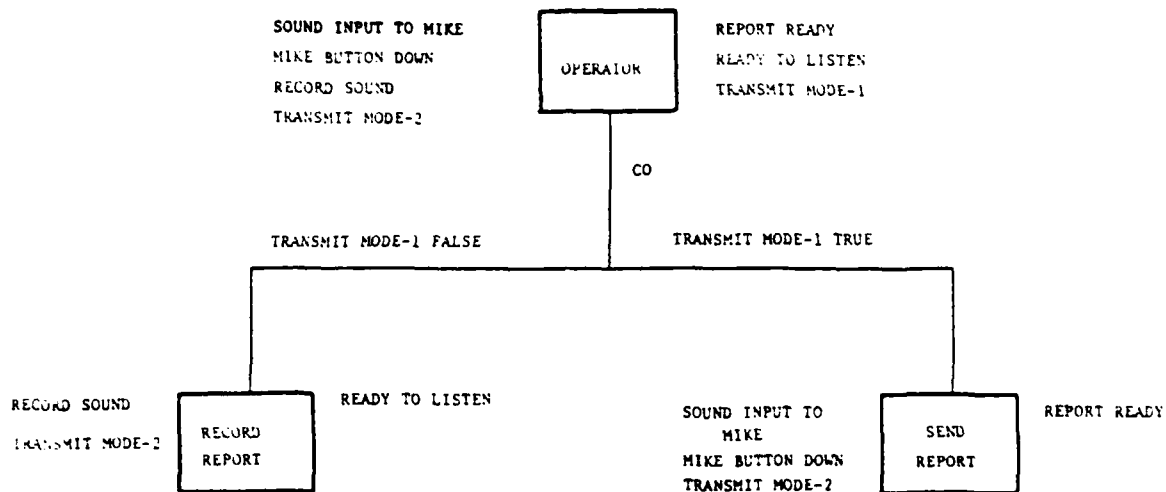 SOUND INPUT TO MIKE
MIKE BUTTON DOWN
RECORD SOUND
TRANSMIT MODE-2
OPERATOR
REPORT READY
READY TO LISTEN
TRANSMIT MODE-1
CO
TRANSMIT MODE-1 FALSE
TRANSMIT MODE-1 TRUE
RECORD SOUND
TRANSMIT MODE-2
RECORD
REPORT
READY TO LISTEN
SOUND INPUT TO
MIKE
MIKE BUTTON DOWN
TRANSMIT MODE-2
SEND
REPORT
REPORT READY